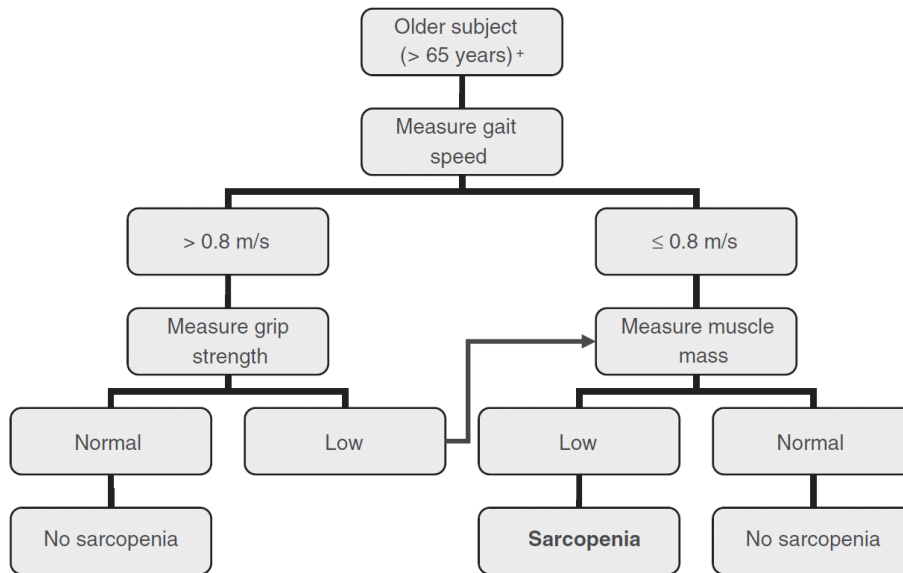 Older subject
(> 65 years)⁺
Measure gait
speed
> 0.8 m/s
≤ 0.8 m/s
Measure grip
strength
Measure muscle
mass
Normal
Low
Low
Normal
No sarcopenia
Sarcopenia
No sarcopenia